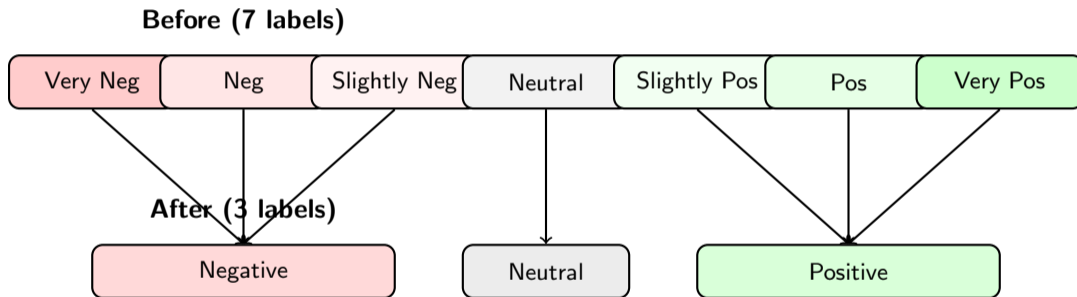 Before (7 labels)
Very Neg Neg Slightly Neg Neutral Slightly Pos Pos Very Pos
After (3 labels)
Negative Neutral Positive